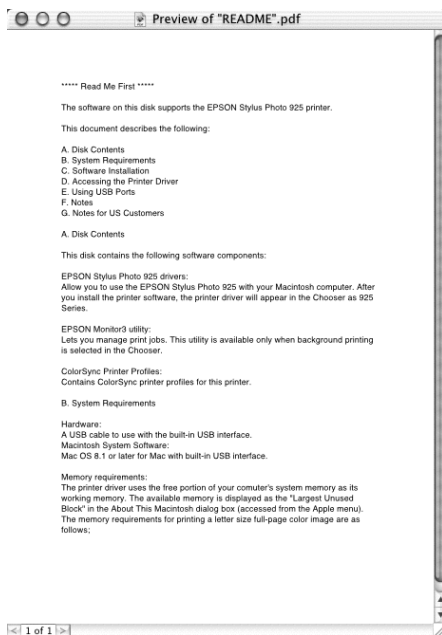 Preview of "README".pdf
***** Read Me First *****
The software on this disk supports the EPSON Stylus Photo 925 printer.
This document describes the following:
A. Disk Contents
B. System Requirements
C. Software Installation
D. Accessing the Printer Driver
E. Using USB Ports
F. Notes
G. Notes for US Customers
A. Disk Contents
This disk contains the following software components:
EPSON Stylus Photo 925 drivers:
Allow you to use the EPSON Stylus Photo 925 with your Macintosh computer. After
you install the printer software, the printer driver will appear in the Chooser as 925
Series.
EPSON Monitor3 utility:
Lets you manage print jobs. This utility is available only when background printing
is selected in the Chooser.
ColorSync Printer Profiles:
Contains ColorSync printer profiles for this printer.
B. System Requirements
Hardware:
A USB cable to use with the built-in USB interface.
Macintosh System Software:
Mac OS 8.1 or later for Mac with built-in USB interface.
Memory requirements:
The printer driver uses the free portion of your comuter's system memory as its
working memory. The available memory is displayed as the "Largest Unused
Block" in the About This Macintosh dialog box (accessed from the Apple menu).
The memory requirements for printing a letter size full-page color image are as
follows;
1 of 1